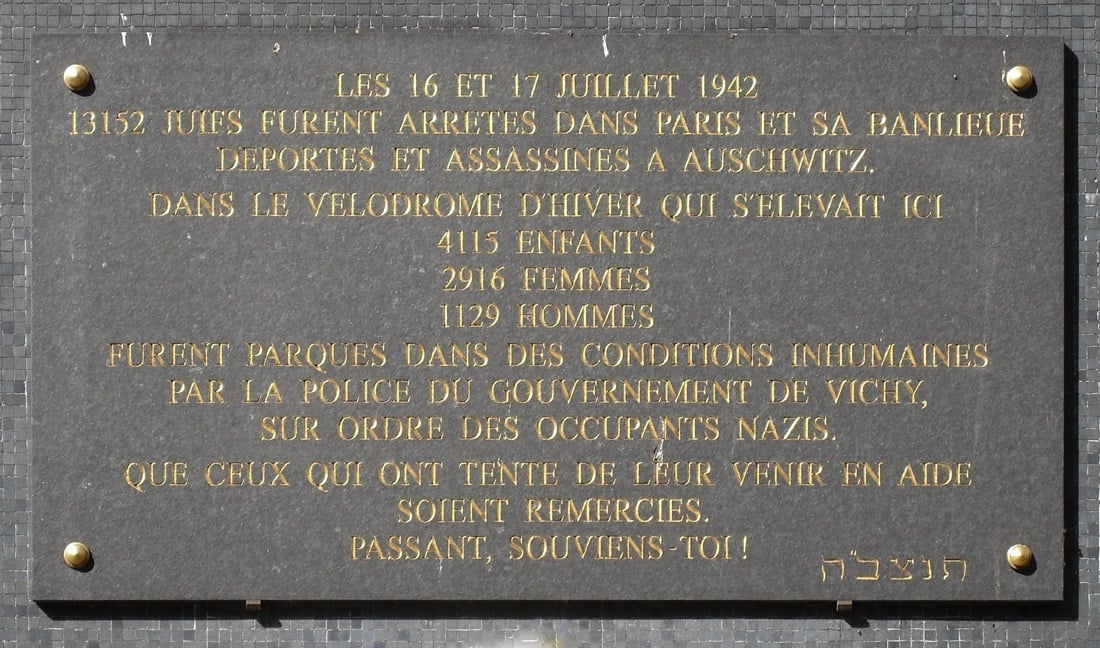 LES 16 ET 17 JUILLET 1942
13152 JUIFS FURENT ARRETES DANS PARIS ET SA BANLIEUE
DEPORTES ET ASSASSINES A AUSCHWITZ.
DANS LE VELODROME D'HIVER QUI S'ELEVAIT ICI
4115 ENFANTS
2916 FEMMES
1129 HOMMES
FURENT PARQUES DANS DES CONDITIONS INHUMAINES
PAR LA POLICE DU GOUVERNEMENT DE VICHY,
SUR ORDRE DES OCCUPANTS NAZIS.
QUE CEUX QUI ONT TENTE DE LEUR VENIR EN AIDE
SOIENT REMERCIES.
PASSANT, SOUVIENS-TOI !
תנצב"ה